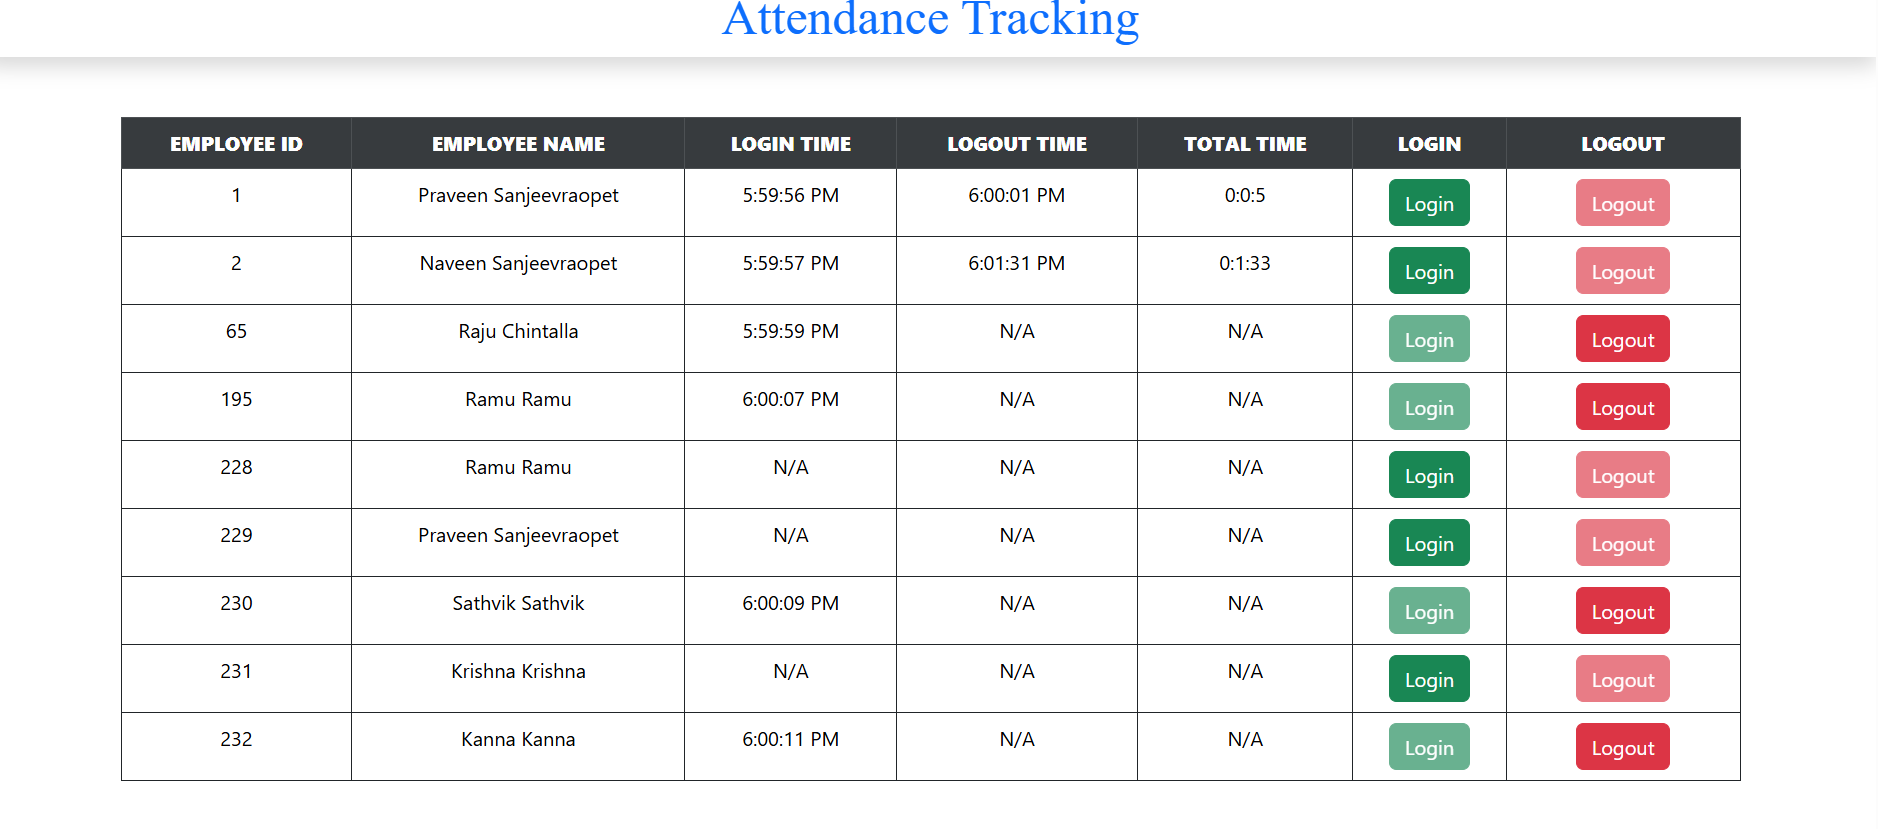 Attendance Tracking
EMPLOYEE ID EMPLOYEE NAME LOGIN TIME LOGOUT TIME TOTAL TIME LOGIN LOGOUT
1 Praveen Sanjeevraopet 5:59:56 PM 6:00:01 PM 0:0:5 Login Logout
2 Naveen Sanjeevraopet 5:59:57 PM 6:01:31 PM 0:1:33 Login Logout
65 Raju Chintalla 5:59:59 PM N/A N/A Login Logout
195 Ramu Ramu 6:00:07 PM N/A N/A Login Logout
228 Ramu Ramu N/A N/A N/A Login Logout
229 Praveen Sanjeevraopet N/A N/A N/A Login Logout
230 Sathvik Sathvik 6:00:09 PM N/A N/A Login Logout
231 Krishna Krishna N/A N/A N/A Login Logout
232 Kanna Kanna 6:00:11 PM N/A N/A Login Logout